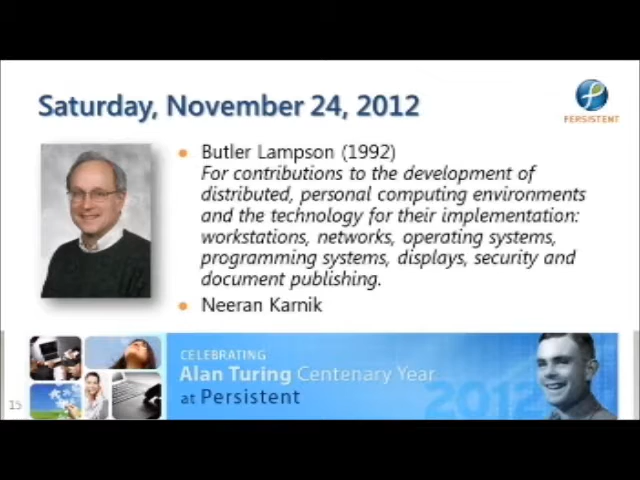 Saturday, November 24, 2012
PERSISTENT
• Butler Lampson (1992)
For contributions to the development of
distributed, personal computing environments
and the technology for their implementation:
workstations, networks, operating systems,
programming systems, displays, security and
document publishing.
• Neeran Karnik
CELEBRATING
Alan Turing Centenary Year
at Persistent
2012
15